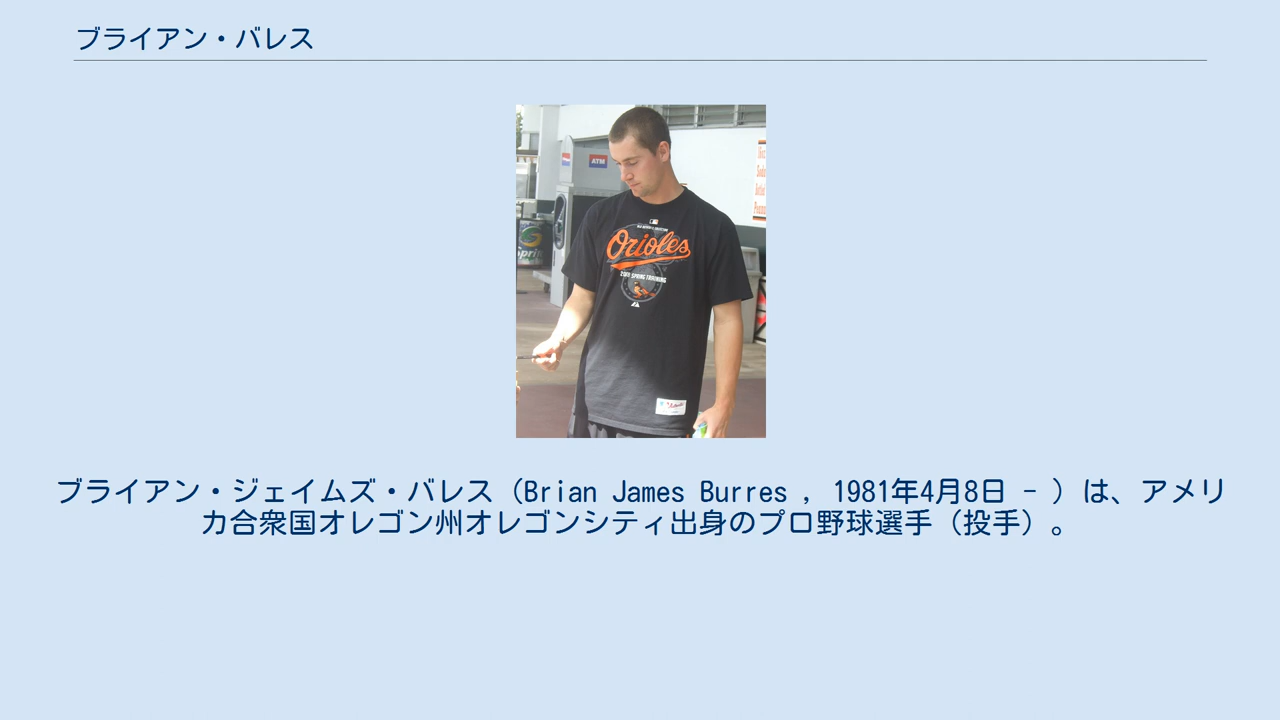 ブライアン・バレス
ATM
Orioles
2007 SPRING TRAINING
ブライアン・ジェイムズ・バレス（Brian James Burres , 1981年4月8日 - ）は、アメリ
カ合衆国オレゴン州オレゴンシティ出身のプロ野球選手（投手）。